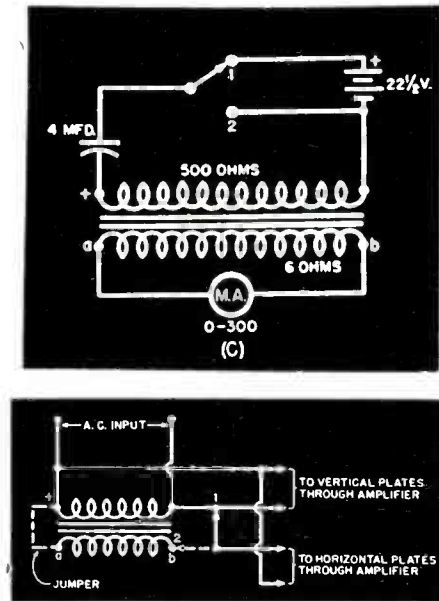 +
1
22½V.
2
4 MFD.
500 OHMS
+
a
b
6 OHMS
M.A.
0-300
(C)
A.C. INPUT
TO VERTICAL PLATES
THROUGH AMPLIFIER
+
1
2
a
b
TO HORIZONTAL PLATES
THROUGH AMPLIFIER
JUMPER